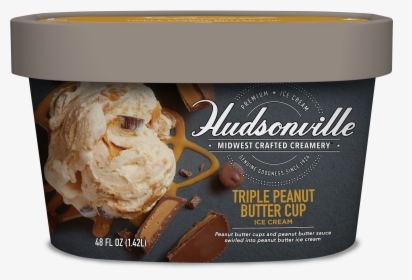 PREMIUM • ICE CREAM
Hudsonville
MIDWEST CRAFTED CREAMERY
GENUINE GOODNESS SINCE 1926
TRIPLE PEANUT
BUTTER CUP
ICE CREAM
Peanut butter cups and peanut butter sauce
swirled into peanut butter ice cream
48 FL OZ (1.42L)